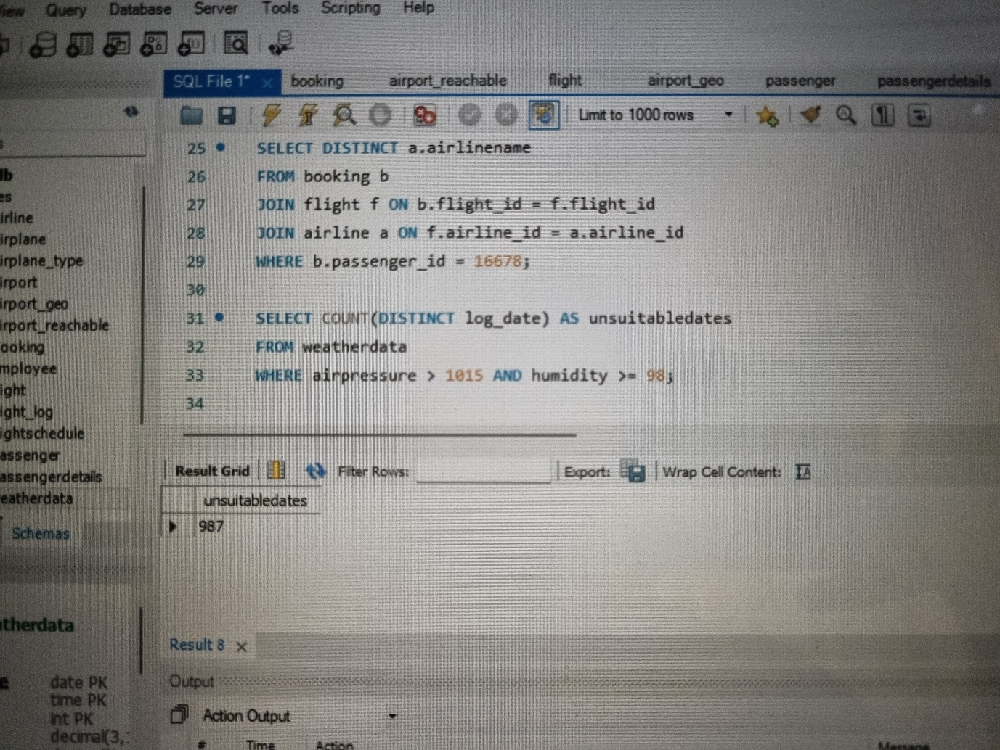 View Query Database Server Tools Scripting Help
SQL File 1* booking airport_reachable flight airport_geo passenger passengerdetails
Limit to 1000 rows
25 SELECT DISTINCT a.airlinename
26 FROM booking b
27 JOIN flight f ON b.flight_id = f.flight_id
28 JOIN airline a ON f.airline_id = a.airline_id
29 WHERE b.passenger_id = 16678;
30
31 SELECT COUNT(DISTINCT log_date) AS unsuitabledates
32 FROM weatherdata
33 WHERE airpressure > 1015 AND humidity >= 98;
34
s
lb
es
irline
irplane
irplane_type
irport
irport_geo
irport_reachable
ooking
mployee
ight
ight_log
ightschedule
assenger
assengerdetails
eatherdata
Schemas
Result Grid Filter Rows: Export: Wrap Cell Content: IA
unsuitabledates
987
therdata
Result 8
e date PK
time PK
int PK
decimal(3,
Output
Action Output
# Time Action Message